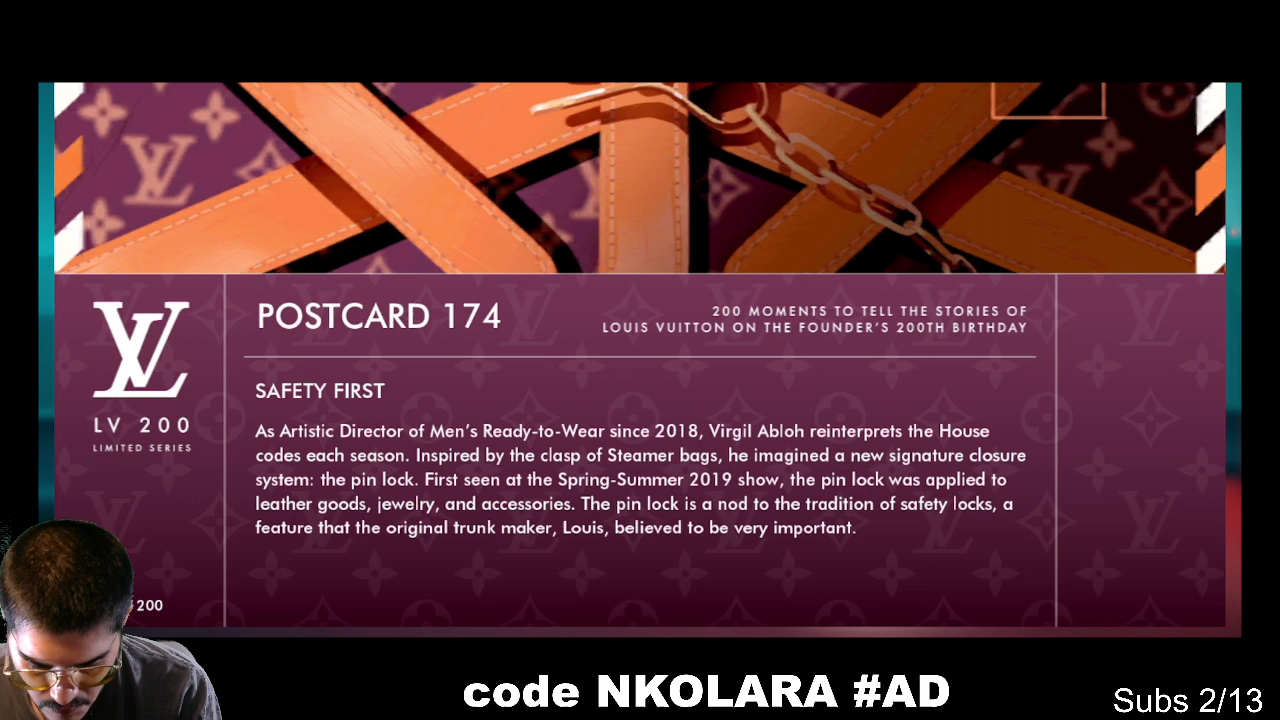 LV
LV 200
LIMITED SERIES
POSTCARD 174
200 MOMENTS TO TELL THE STORIES OF
LOUIS VUITTON ON THE FOUNDER'S 200TH BIRTHDAY
SAFETY FIRST
As Artistic Director of Men's Ready-to-Wear since 2018, Virgil Abloh reinterprets the House
codes each season. Inspired by the clasp of Steamer bags, he imagined a new signature closure
system: the pin lock. First seen at the Spring-Summer 2019 show, the pin lock was applied to
leather goods, jewelry, and accessories. The pin lock is a nod to the tradition of safety locks, a
feature that the original trunk maker, Louis, believed to be very important.
/200
code NKOLARA #AD
Subs 2/13